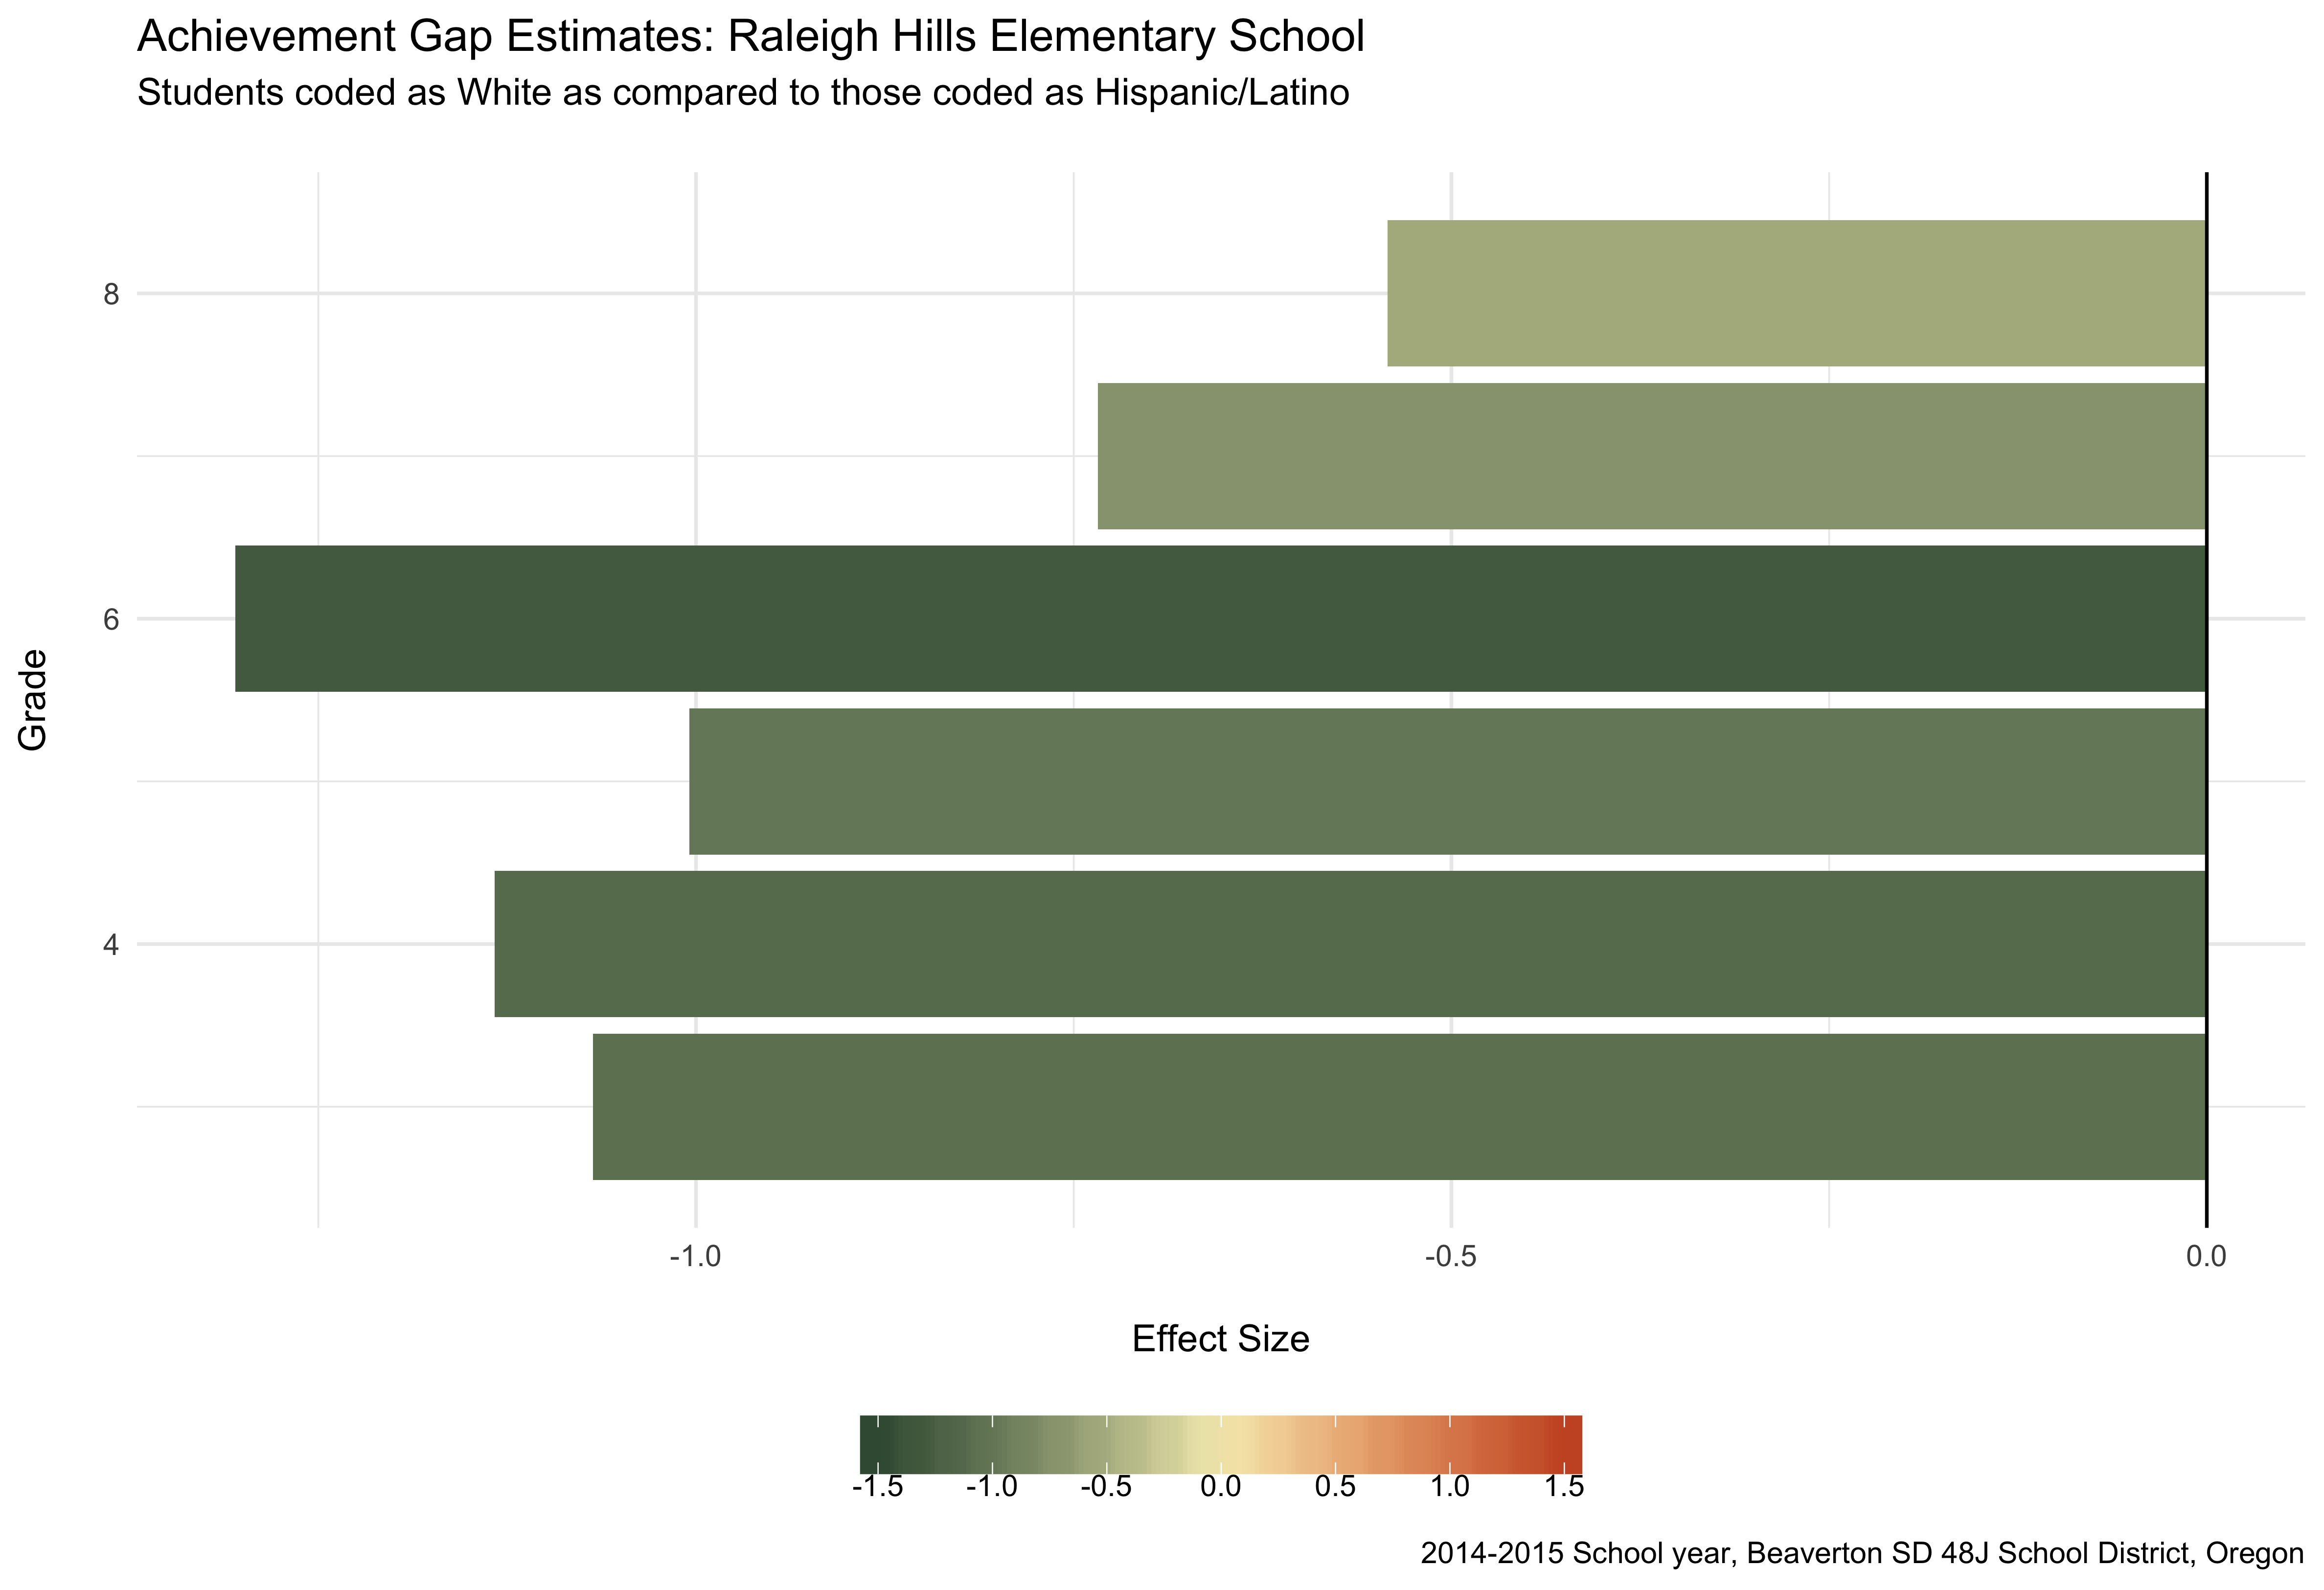 Achievement Gap Estimates: Raleigh Hills Elementary School
Students coded as White as compared to those coded as Hispanic/Latino
8
6
4
Grade
-1.0 -0.5 0.0
Effect Size
-1.5 -1.0 -0.5 0.0 0.5 1.0 1.5
2014-2015 School year, Beaverton SD 48J School District, Oregon